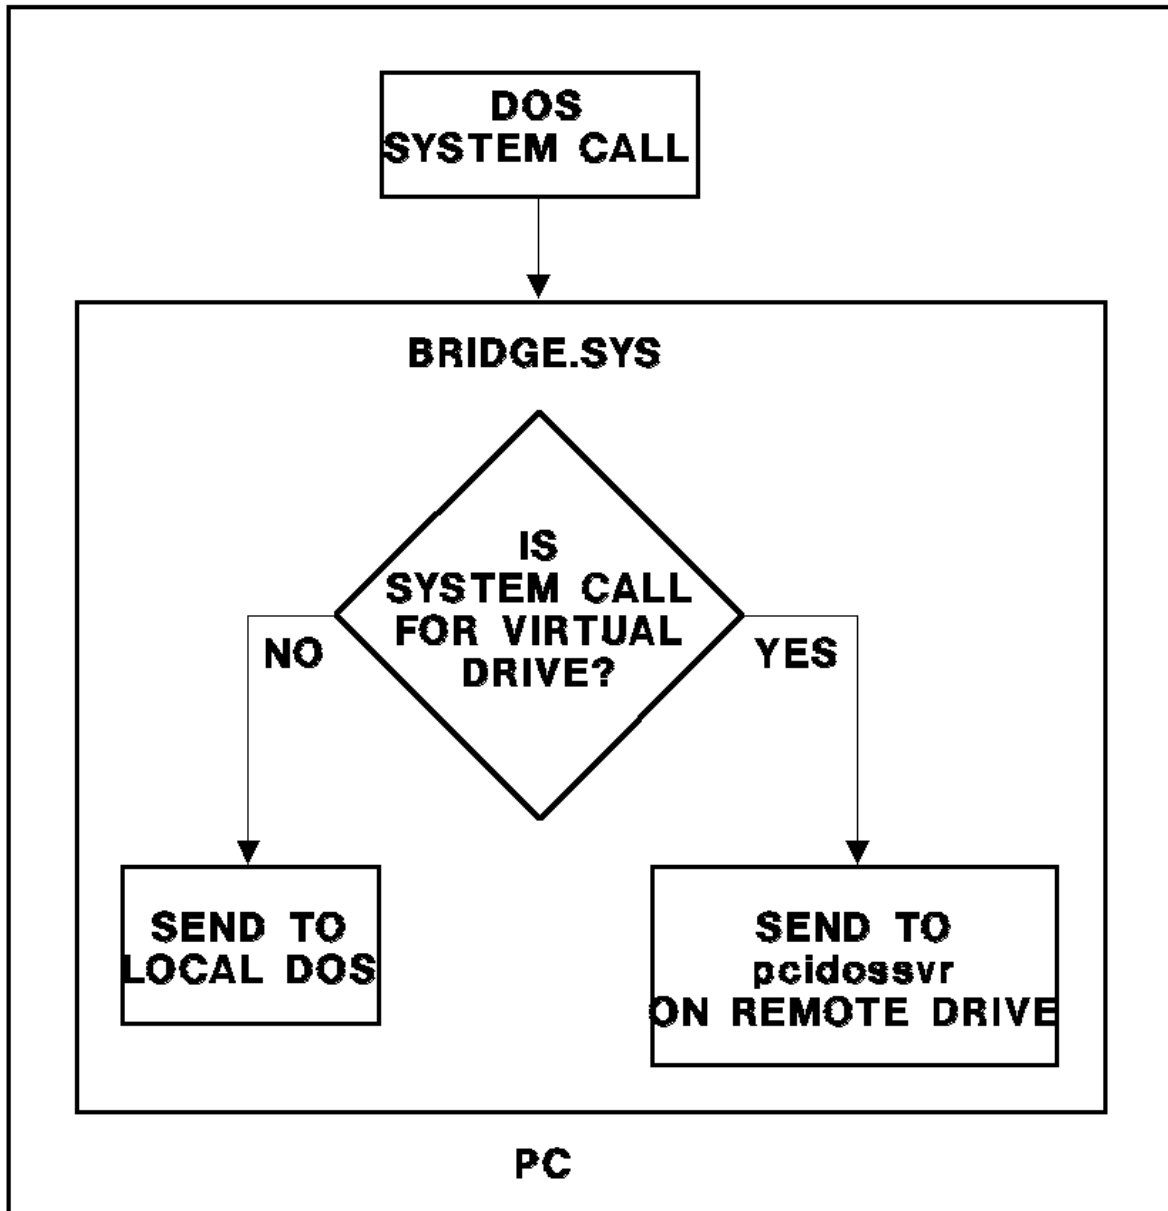 DOS
SYSTEM CALL
BRIDGE.SYS
IS
SYSTEM CALL
FOR VIRTUAL
DRIVE?
NO
YES
SEND TO
LOCAL DOS
SEND TO
pcidossvr
ON REMOTE DRIVE
PC